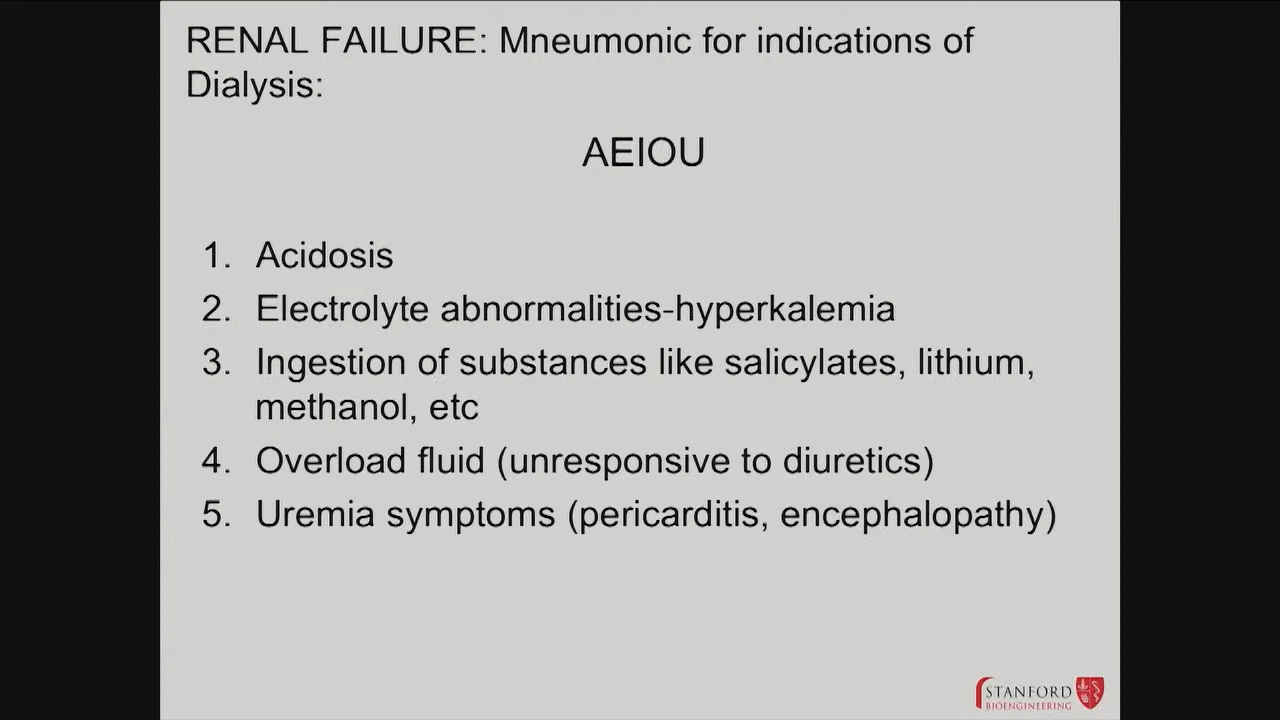 RENAL FAILURE: Mneumonic for indications of
Dialysis:
AEIOU
1. Acidosis
2. Electrolyte abnormalities-hyperkalemia
3. Ingestion of substances like salicylates, lithium,
methanol, etc
4. Overload fluid (unresponsive to diuretics)
5. Uremia symptoms (pericarditis, encephalopathy)
STANFORD
BIOENGINEERING